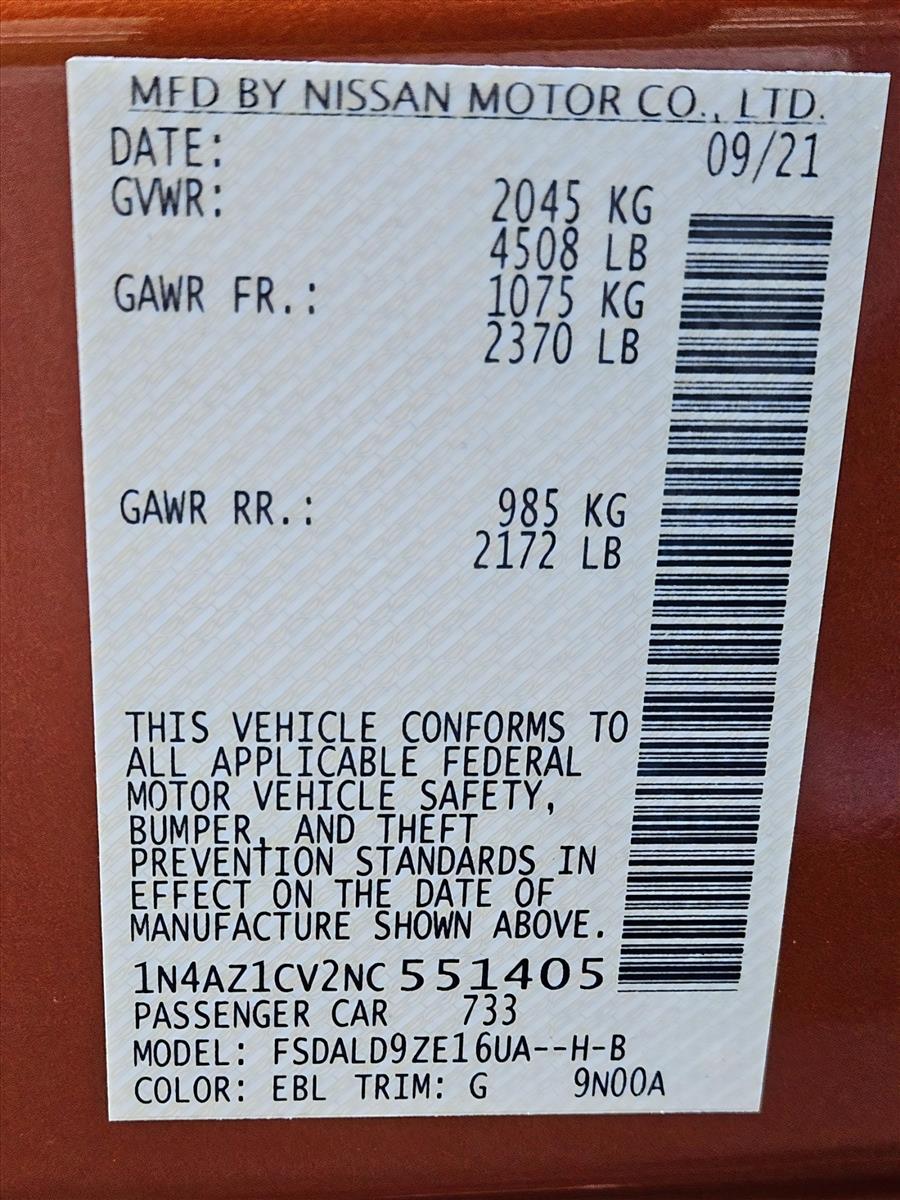 MFD BY NISSAN MOTOR CO., LTD.
DATE: 09/21
GVWR: 2045 KG
4508 LB
GAWR FR.: 1075 KG
2370 LB
GAWR RR.: 985 KG
2172 LB
THIS VEHICLE CONFORMS TO
ALL APPLICABLE FEDERAL
MOTOR VEHICLE SAFETY,
BUMPER, AND THEFT
PREVENTION STANDARDS IN
EFFECT ON THE DATE OF
MANUFACTURE SHOWN ABOVE.
1N4AZ1CV2NC551405
PASSENGER CAR 733
MODEL: FSDALD9ZE16UA--H-B
COLOR: EBL TRIM: G 9N00A